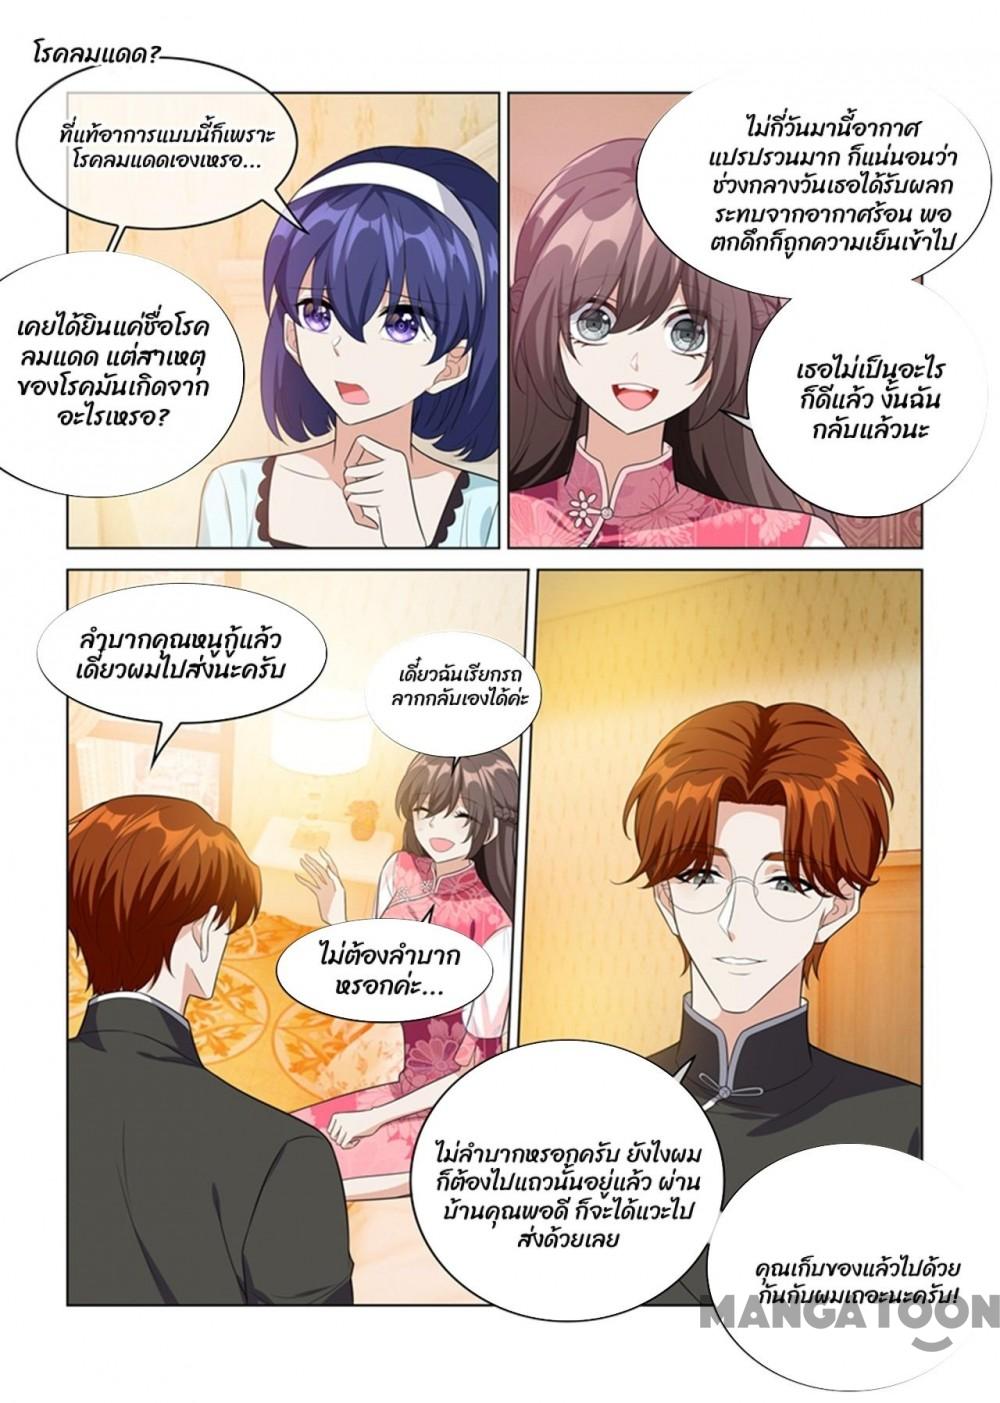 โรคลมแดด?
ที่แท้อาการแบบนี้ก็เพราะ
โรคลมแดดเองเหรอ...
เคยได้ยินแค่ชื่อโรค
ลมแดด แต่สาเหตุ
ของโรคมันเกิดจาก
อะไรเหรอ?
ไม่กี่วันมานี้อากาศ
แปรปรวนมาก ก็แน่นอนว่า
ช่วงกลางวันเธอได้รับผลก
ระทบจากอากาศร้อน พอ
ตกดึกก็ถูกความเย็นเข้าไป
เธอไม่เป็นอะไร
ก็ดีแล้ว งั้นฉัน
กลับแล้วนะ
ลำบากคุณหนูกู้แล้ว
เดี๋ยวผมไปส่งนะครับ
เดี๋ยวฉันเรียกรถ
ลากกลับเองได้ค่ะ
ไม่ต้องลำบาก
หรอกค่ะ...
ไม่ลำบากหรอกครับ ยังไงผม
ก็ต้องไปแถวนั้นอยู่แล้ว ผ่าน
บ้านคุณพอดี ก็จะได้แวะไป
ส่งด้วยเลย
คุณเก็บของแล้วไปด้วย
กันกับผมเถอะนะครับ!
MANGATOON